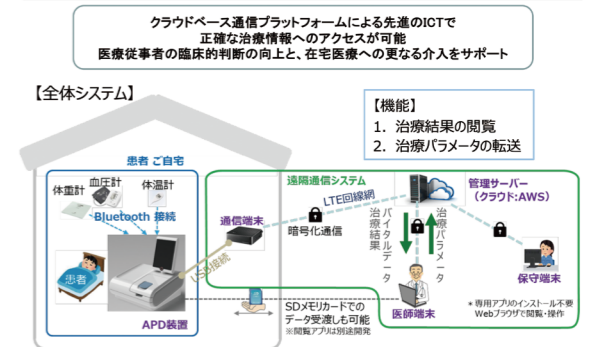 クラウドベース通信プラットフォームによる先進のICTで
正確な治療情報へのアクセスが可能
医療従事者の臨床的判断の向上と、在宅医療への更なる介入をサポート
【全体システム】
【機能】
1. 治療結果の閲覧
2. 治療パラメータの転送
患者 ご自宅
体重計
血圧計
体温計
Bluetooth 接続
患者
APD装置
USB接続
遠隔通信システム
通信端末
LTE回線網
暗号化通信
管理サーバー
(クラウド:AWS)
バイタルデータ
治療結果
治療パラメータ
医師端末
保守端末
SDメモリカードでの
データ受渡しも可能
※閲覧アプリは別途開発
* 専用アプリのインストール不要
Webブラウザで閲覧・操作